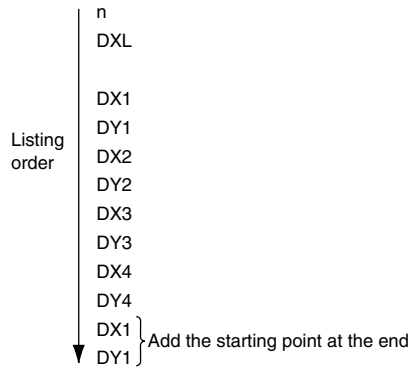 n
DXL
DX1
DY1
Listing
order
DX2
DY2
DX3
DY3
DX4
DY4
DX1
DY1
Add the starting point at the end